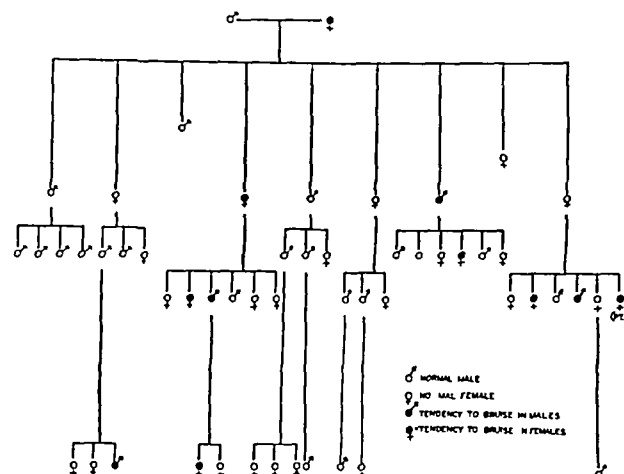 NORMAL MALE
NO MAL FEMALE
TENDENCY TO BRUISE IN MALES
TENDENCY TO BRUISE IN FEMALES